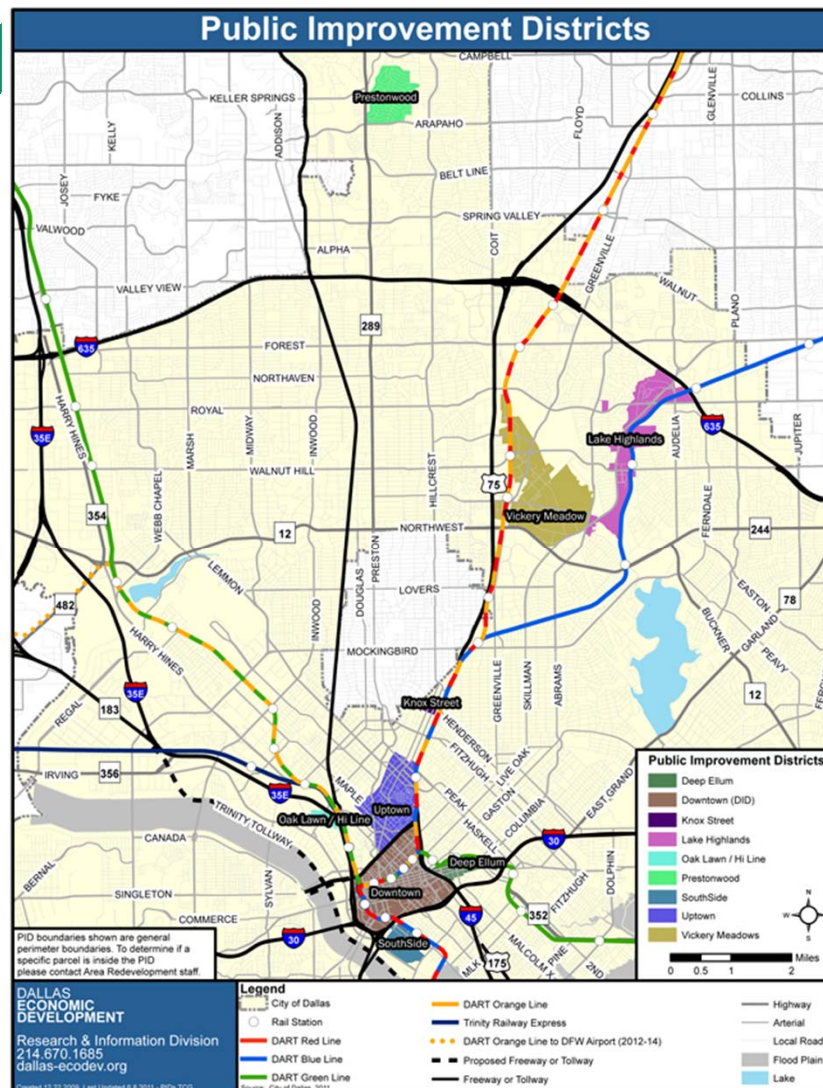 Public Improvement Districts
CAMPBELL
Prestonwood
KELLER SPRINGS
COLLINS
GLENVILLE
FLOYD
KELLY
ADDISON
ARAPAHO
JOSEY
BELT LINE
FYKE
SPRING VALLEY
VALWOOD
COIT
ALPHA
GREENVILLE
WALNUT
VALLEY VIEW
PLANO
289
635
FOREST
NORTHAVEN
HARRY HINES
ROYAL
MARSH
MIDWAY
INWOOD
35E
Lake Highlands
AUDELIA
635
JUPITER
WALNUT HILL
HILLCREST
75
WEBB CHAPEL
354
Vickery Meadow
FERNDALE
12
NORTHWEST
244
LEMMON
DOUGLAS
PRESTON
LOVERS
EASTON
78
482
INWOOD
GARLAND
BUCKNER
PEAVY
HARRY HINES
MOCKINGBIRD
35E
GREENVILLE
SKILLMAN
ABRAMS
12
REGAL
183
Knox Street
HENDERSON
FITZHUGH
LIVE OAK
IRVING
356
35E
MAPLE
Uptown
PEAK
GASTON
COLUMBIA
EAST GRAND
HASKELL
Oak Lawn / Hi Line
TRINITY TOLLWAY
30
CANADA
Deep Ellum
BERNAL
SYLVAN
Downtown
FITZHUGH
DOLPHIN
SINGLETON
352
COMMERCE
45
30
SouthSide
175
MLK
MALCOLM X
PINE
2ND
Public Improvement Districts
Deep Ellum
Downtown (DID)
Knox Street
Lake Highlands
Oak Lawn / Hi Line
Prestonwood
SouthSide
Uptown
Vickery Meadows
N
W
E
S
Miles
0 0.5 1 2
PID boundaries shown are general
perimeter boundaries. To determine if a
specific parcel is inside the PID
please contact Area Redevelopment staff.
DALLAS
ECONOMIC
DEVELOPMENT
Research & Information Division
214.670.1685
dallas-ecodev.org
Legend
City of Dallas
Rail Station
DART Red Line
DART Blue Line
DART Green Line
Source: City of Dallas, 2011
DART Orange Line
Trinity Railway Express
DART Orange Line to DFW Airport (2012-14)
Proposed Freeway or Tollway
Freeway or Tollway
Highway
Arterial
Local Road
Flood Plain
Lake